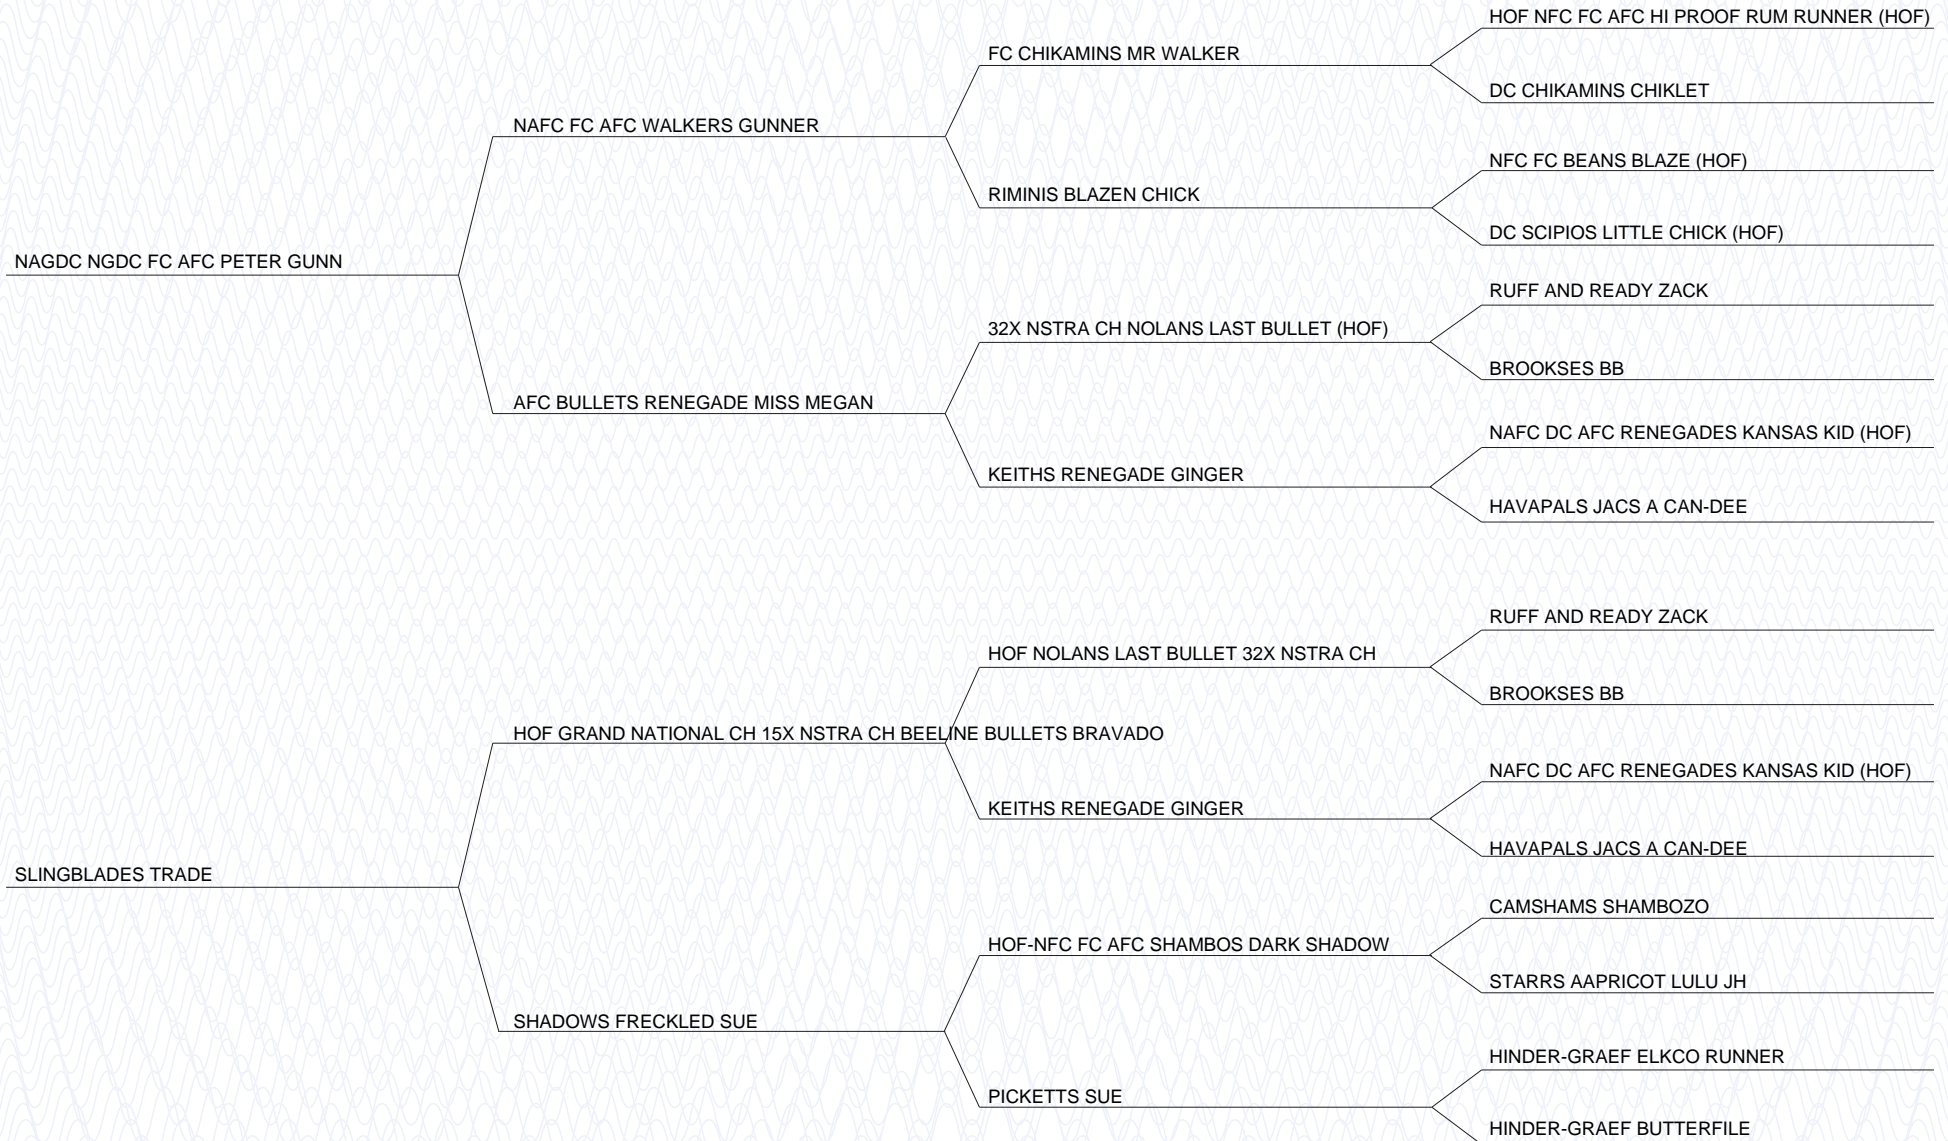 HOF NFC FC AFC HI PROOF RUM RUNNER (HOF)
FC CHIKAMINS MR WALKER
DC CHIKAMINS CHIKLET
NAFC FC AFC WALKERS GUNNER
NFC FC BEANS BLAZE (HOF)
RIMINIS BLAZEN CHICK
DC SCIPIOS LITTLE CHICK (HOF)
NAGDC NGDC FC AFC PETER GUNN
RUFF AND READY ZACK
32X NSTRA CH NOLANS LAST BULLET (HOF)
BROOKSES BB
AFC BULLETS RENEGADE MISS MEGAN
NAFC DC AFC RENEGADES KANSAS KID (HOF)
KEITHS RENEGADE GINGER
HAVAPALS JACS A CAN-DEE
RUFF AND READY ZACK
HOF NOLANS LAST BULLET 32X NSTRA CH
BROOKSES BB
HOF GRAND NATIONAL CH 15X NSTRA CH BEELINE BULLETS BRAVADO
NAFC DC AFC RENEGADES KANSAS KID (HOF)
KEITHS RENEGADE GINGER
HAVAPALS JACS A CAN-DEE
SLINGBLADES TRADE
CAMSHAMS SHAMBOZO
HOF-NFC FC AFC SHAMBOS DARK SHADOW
STARRS AAPRICOT LULU JH
SHADOWS FRECKLED SUE
HINDER-GRAEF ELKCO RUNNER
PICKETTS SUE
HINDER-GRAEF BUTTERFILE